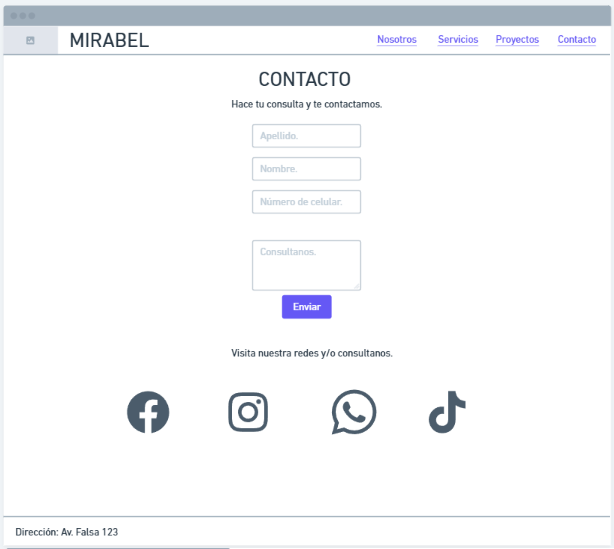 MIRABEL
Nosotros Servicios Proyectos Contacto
CONTACTO
Hace tu consulta y te contactamos.
Apellido.
Nombre.
Número de celular.
Consultanos.
Enviar
Visita nuestra redes y/o consultanos.
Dirección: Av. Falsa 123